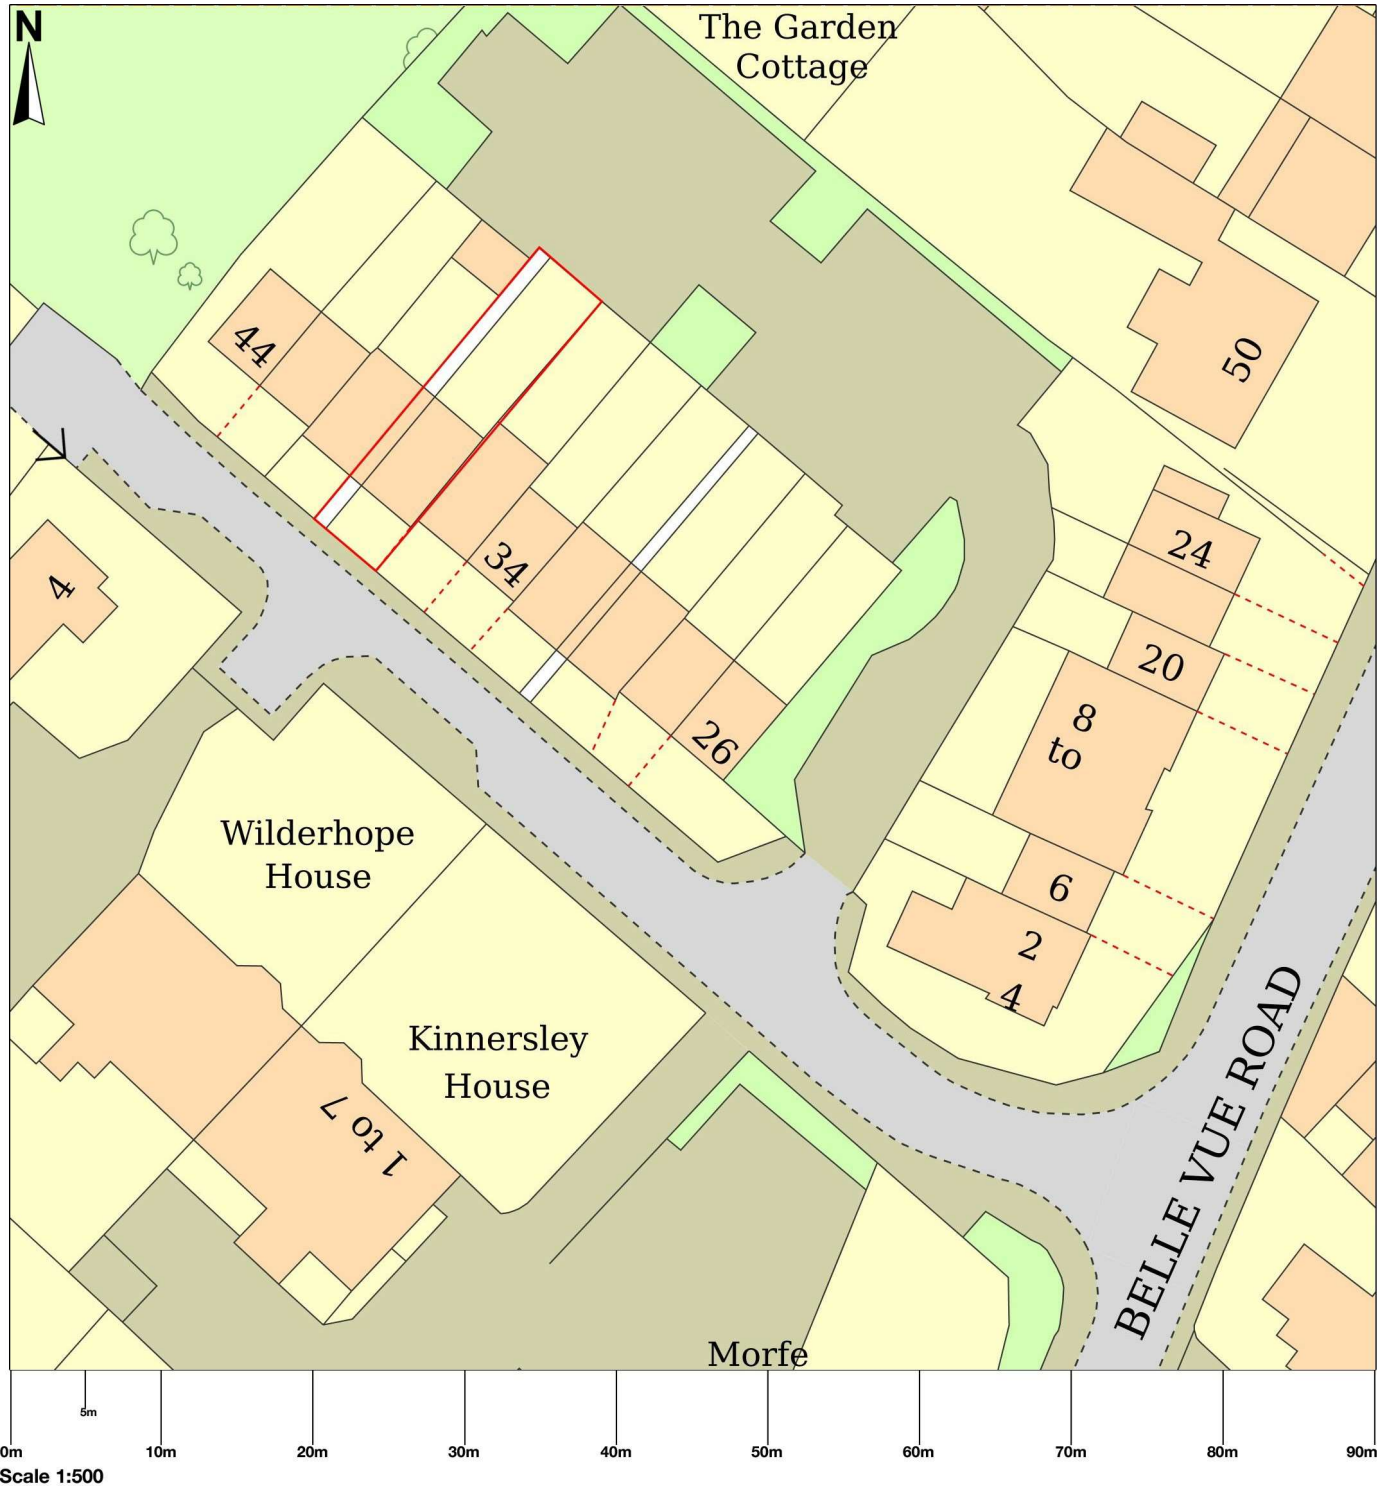 N
The Garden
Cottage
44
50
34
24
4
20
8
to
26
Wilderhope
House
6
2
4
Kinnersley
House
1 to 7
BELLE VUE ROAD
Morfe
5m
0m 10m 20m 30m 40m 50m 60m 70m 80m 90m
Scale 1:500